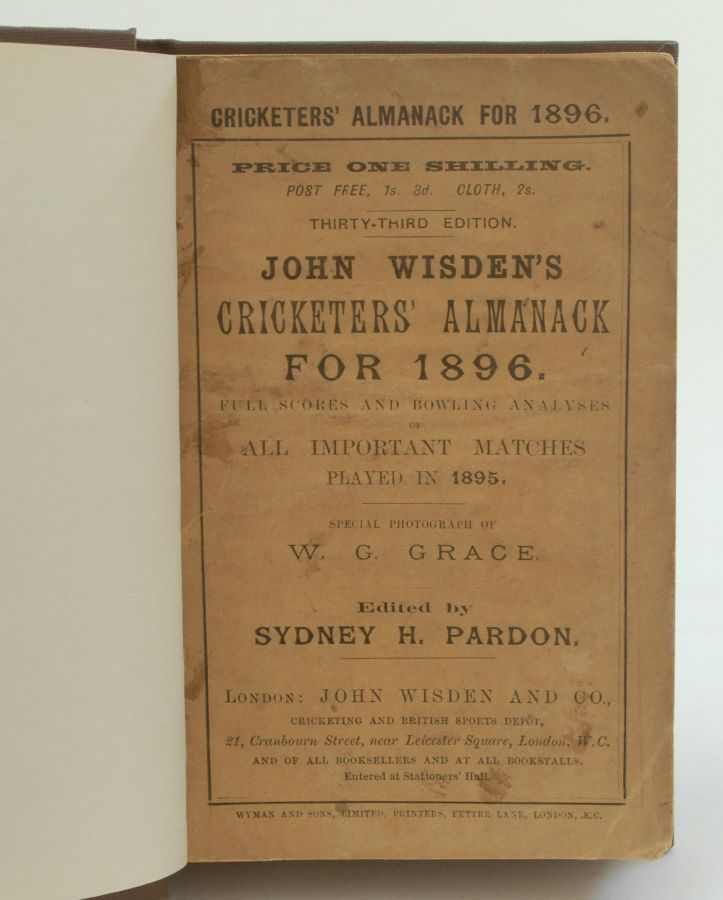 CRICKETERS' ALMANACK FOR 1896.
PRICE ONE SHILLING.
POST FREE, 1s. 3d. CLOTH, 2s.
THIRTY-THIRD EDITION.
JOHN WISDEN'S
CRICKETERS' ALMANACK
FOR 1896.
FULL SCORES AND BOWLING ANALYSES
OF
ALL IMPORTANT MATCHES
PLAYED IN 1895.
SPECIAL PHOTOGRAPH OF
W. G. GRACE.
Edited by
SYDNEY H. PARDON.
LONDON: JOHN WISDEN AND CO.,
CRICKETING AND BRITISH SPORTS DEPÔT,
21, Cranbourn Street, near Leicester Square, London, W.C.
AND OF ALL BOOKSELLERS AND AT ALL BOOKSTALLS.
Entered at Stationers' Hall.
WYMAN AND SONS, LIMITED, PRINTERS, FETTER LANE, LONDON, E.C.